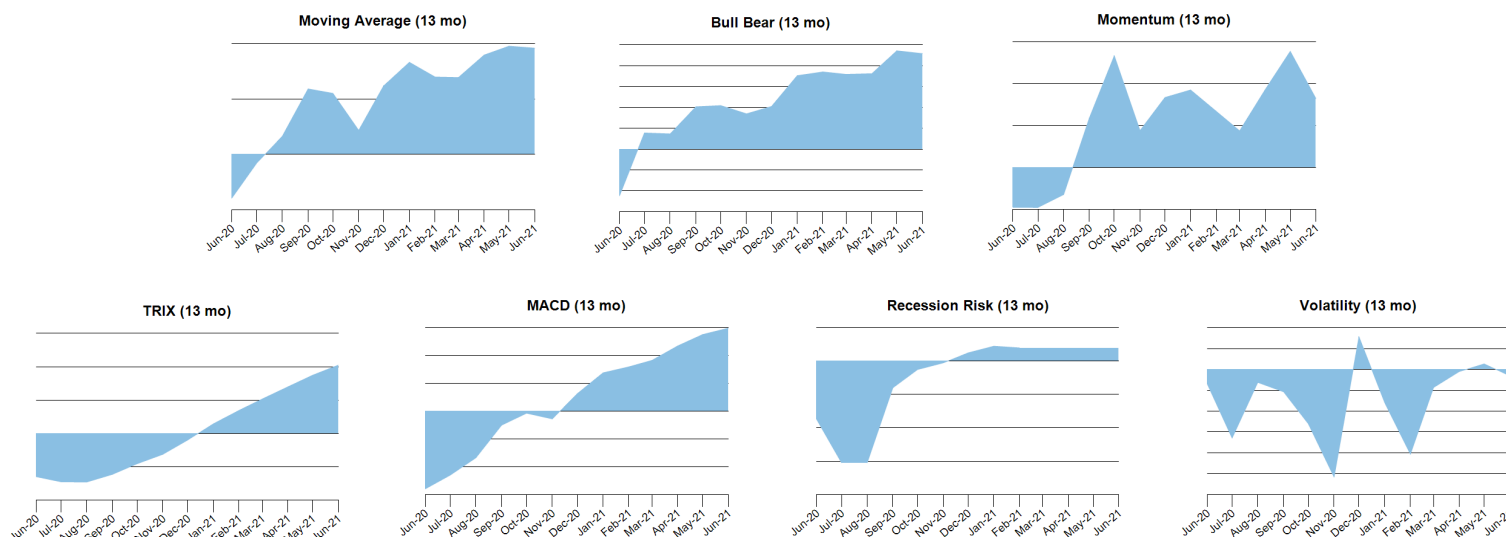 Moving Average (13 mo)
Jun-20 Jul-20 Aug-20 Sep-20 Oct-20 Nov-20 Dec-20 Jan-21 Feb-21 Mar-21 Apr-21 May-21 Jun-21
Bull Bear (13 mo)
Jun-20 Jul-20 Aug-20 Sep-20 Oct-20 Nov-20 Dec-20 Jan-21 Feb-21 Mar-21 Apr-21 May-21 Jun-21
Momentum (13 mo)
Jun-20 Jul-20 Aug-20 Sep-20 Oct-20 Nov-20 Dec-20 Jan-21 Feb-21 Mar-21 Apr-21 May-21 Jun-21
TRIX (13 mo)
Jun-20 Jul-20 Aug-20 Sep-20 Oct-20 Nov-20 Dec-20 Jan-21 Feb-21 Mar-21 Apr-21 May-21 Jun-21
MACD (13 mo)
Jun-20 Jul-20 Aug-20 Sep-20 Oct-20 Nov-20 Dec-20 Jan-21 Feb-21 Mar-21 Apr-21 May-21 Jun-21
Recession Risk (13 mo)
Jun-20 Jul-20 Aug-20 Sep-20 Oct-20 Nov-20 Dec-20 Jan-21 Feb-21 Mar-21 Apr-21 May-21 Jun-21
Volatility (13 mo)
Jun-20 Jul-20 Aug-20 Sep-20 Oct-20 Nov-20 Dec-20 Jan-21 Feb-21 Mar-21 Apr-21 May-21